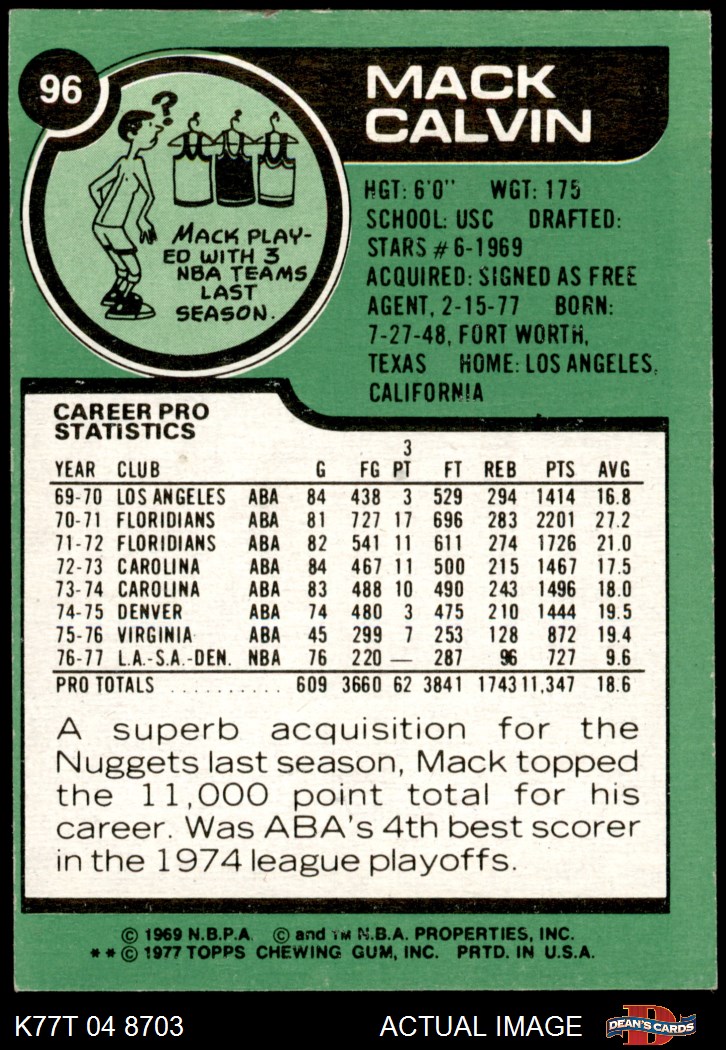 96
MACK
CALVIN
?
MACK PLAY-
ED WITH 3
NBA TEAMS
LAST
SEASON.
HGT: 6'0" WGT: 175
SCHOOL: USC DRAFTED:
STARS # 6-1969
ACQUIRED: SIGNED AS FREE
AGENT, 2-15-77 BORN:
7-27-48, FORT WORTH,
TEXAS HOME: LOS ANGELES,
CALIFORNIA
CAREER PRO
STATISTICS
3
YEAR CLUB G FG PT FT REB PTS AVG
69-70 LOS ANGELES ABA 84 438 3 529 294 1414 16.8
70-71 FLORIDIANS ABA 81 727 17 696 283 2201 27.2
71-72 FLORIDIANS ABA 82 541 11 611 274 1726 21.0
72-73 CAROLINA ABA 84 467 11 500 215 1467 17.5
73-74 CAROLINA ABA 83 488 10 490 243 1496 18.0
74-75 DENVER ABA 74 480 3 475 210 1444 19.5
75-76 VIRGINIA ABA 45 299 7 253 128 872 19.4
76-77 L.A.-S.A.-DEN. NBA 76 220 — 287 96 727 9.6
PRO TOTALS .......... 609 3660 62 3841 1743 11,347 18.6
A superb acquisition for the
Nuggets last season, Mack topped
the 11,000 point total for his
career. Was ABA's 4th best scorer
in the 1974 league playoffs.
© 1969 N.B.P.A. © and TM N.B.A. PROPERTIES, INC.
**© 1977 TOPPS CHEWING GUM, INC. PRTD. IN U.S.A.
K77T 04 8703 ACTUAL IMAGE
D
DEAN'S CARDS